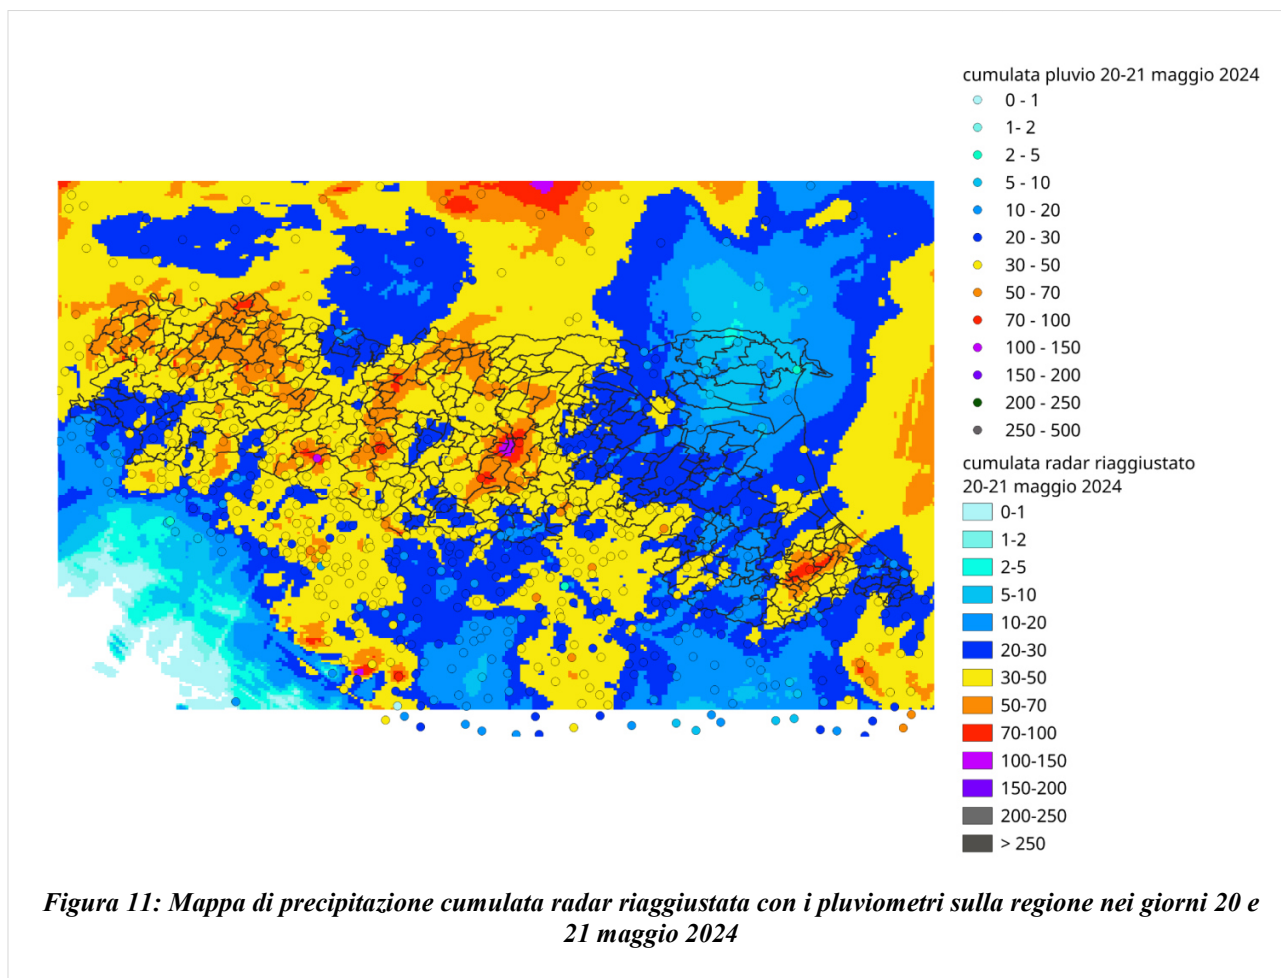 cumulata pluvio 20-21 maggio 2024
0 - 1
1- 2
2 - 5
5 - 10
10 - 20
20 - 30
30 - 50
50 - 70
70 - 100
100 - 150
150 - 200
200 - 250
250 - 500
cumulata radar riaggiustato
20-21 maggio 2024
0-1
1-2
2-5
5-10
10-20
20-30
30-50
50-70
70-100
100-150
150-200
200-250
> 250
Figura 11: Mappa di precipitazione cumulata radar riaggiustata con i pluviometri sulla regione nei giorni 20 e
21 maggio 2024